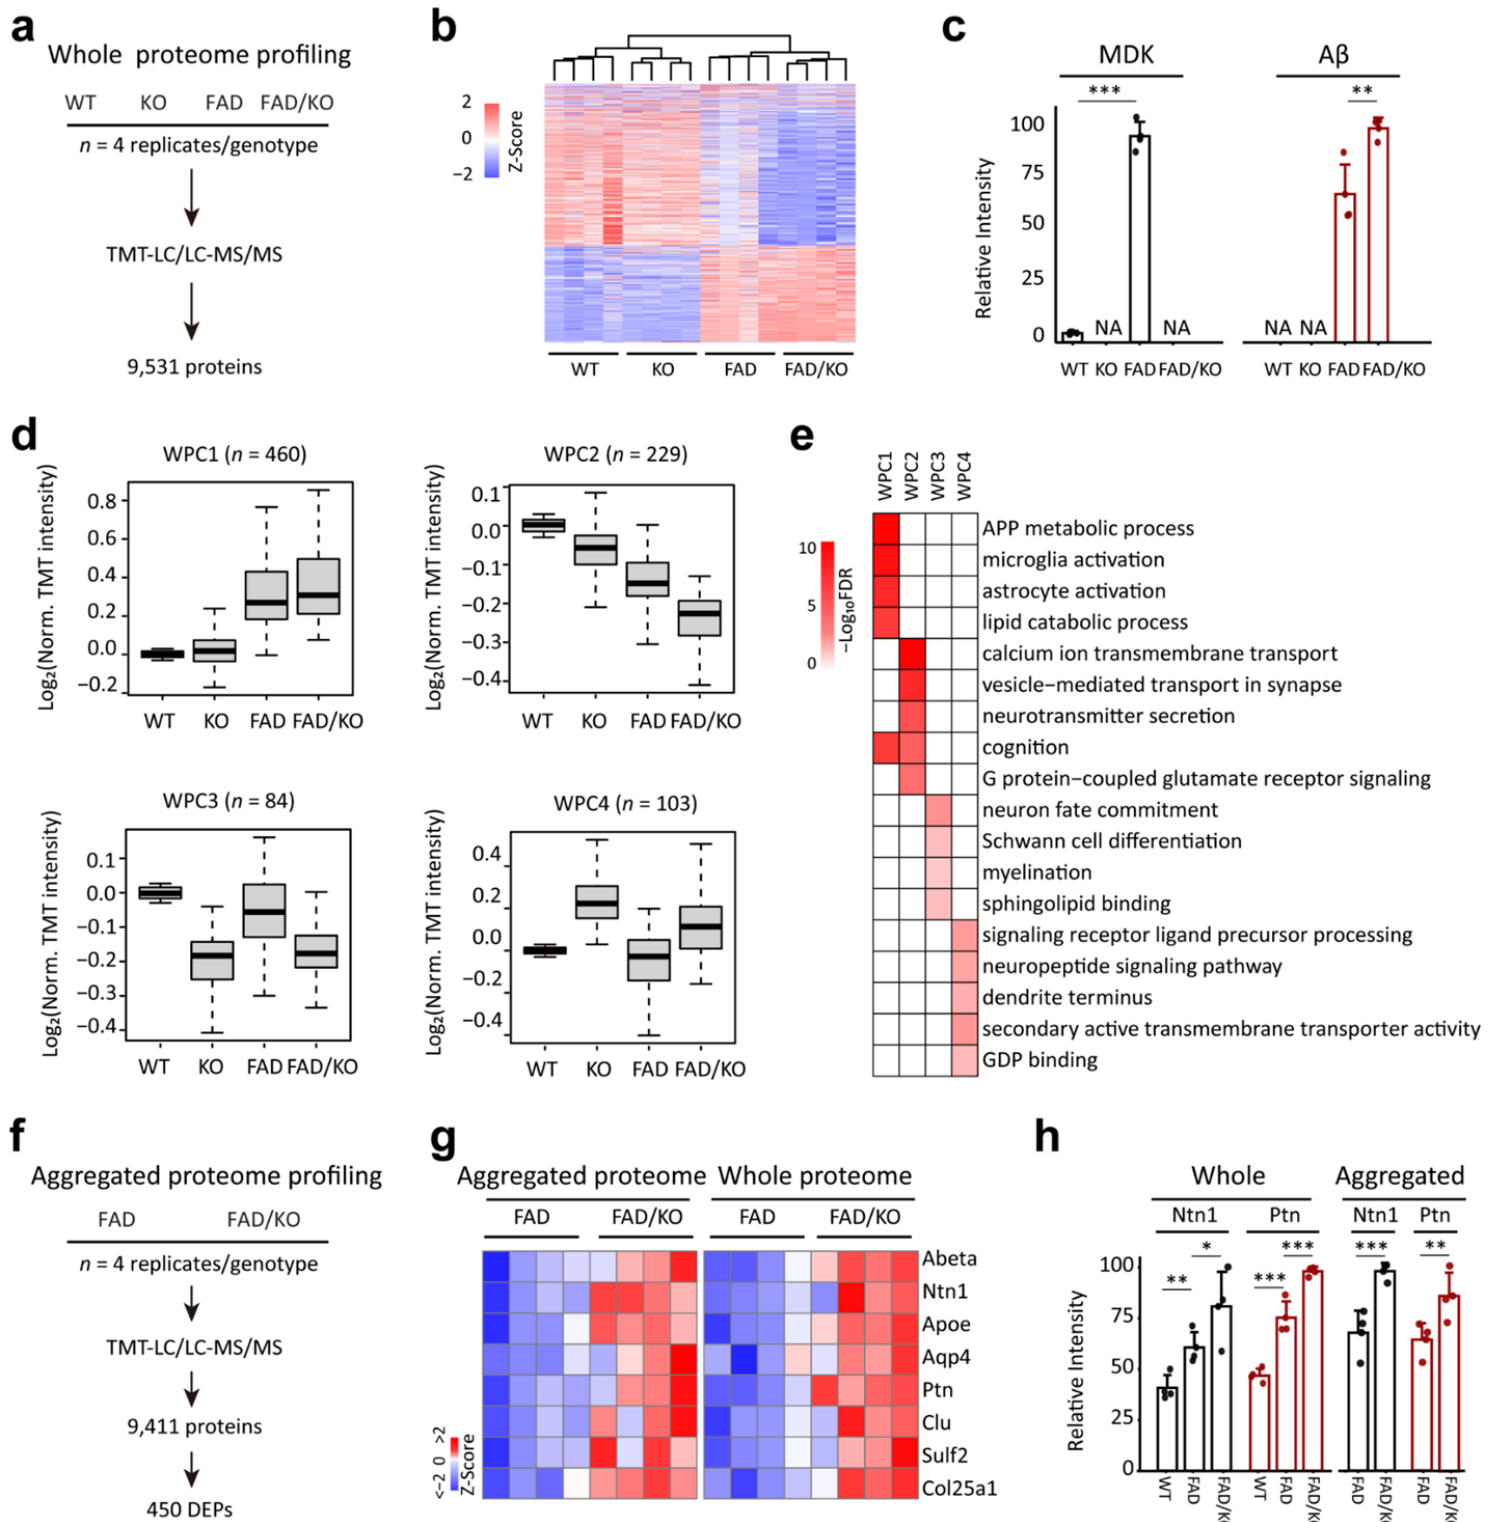 a
Whole proteome profiling
WT KO FAD FAD/KO
n = 4 replicates/genotype
TMT-LC/LC-MS/MS
9,531 proteins
b
2
0
−2
Z-Score
WT KO FAD FAD/KO
c
MDK Aβ
*** **
Relative Intensity
100
75
50
25
0
NA NA NA NA
WT KO FAD FAD/KO WT KO FAD FAD/KO
d
WPC1 (n = 460)
Log₂(Norm. TMT intensity)
0.8
0.6
0.4
0.2
0.0
−0.2
WT KO FAD FAD/KO
WPC2 (n = 229)
Log₂(Norm. TMT intensity)
0.1
0.0
−0.1
−0.2
−0.3
−0.4
WT KO FAD FAD/KO
WPC3 (n = 84)
Log₂(Norm. TMT intensity)
0.1
0.0
−0.1
−0.2
−0.3
−0.4
WT KO FAD FAD/KO
WPC4 (n = 103)
Log₂(Norm. TMT intensity)
0.4
0.2
0.0
−0.2
−0.4
WT KO FAD FAD/KO
e
WPC1 WPC2 WPC3 WPC4
10
5
0
−Log₁₀FDR
APP metabolic process
microglia activation
astrocyte activation
lipid catabolic process
calcium ion transmembrane transport
vesicle−mediated transport in synapse
neurotransmitter secretion
cognition
G protein−coupled glutamate receptor signaling
neuron fate commitment
Schwann cell differentiation
myelination
sphingolipid binding
signaling receptor ligand precursor processing
neuropeptide signaling pathway
dendrite terminus
secondary active transmembrane transporter activity
GDP binding
f
Aggregated proteome profiling
FAD FAD/KO
n = 4 replicates/genotype
TMT-LC/LC-MS/MS
9,411 proteins
450 DEPs
g
Aggregated proteome Whole proteome
FAD FAD/KO FAD FAD/KO
Abeta
Ntn1
Apoe
Aqp4
Ptn
Clu
Sulf2
Col25a1
<−2 0 >2
Z-Score
h
Whole Aggregated
Ntn1 Ptn Ntn1 Ptn
** * *** *** *** **
Relative Intensity
100
75
50
25
0
WT FAD FAD/KO WT FAD FAD/KO FAD FAD/KO FAD FAD/KO